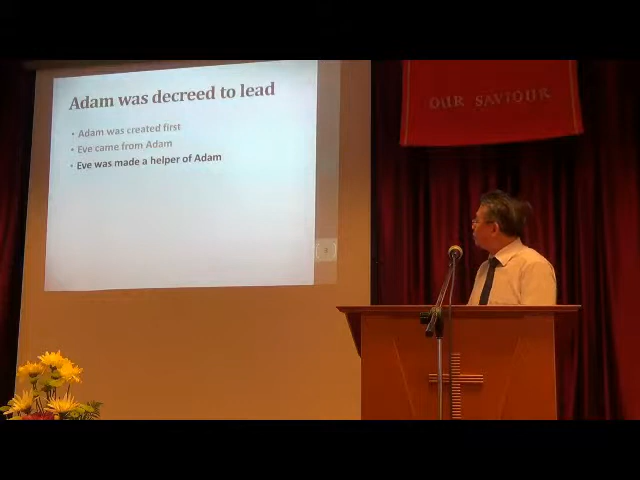 Adam was decreed to lead
• Adam was created first
• Eve came from Adam
• Eve was made a helper of Adam
OUR SAVIOUR